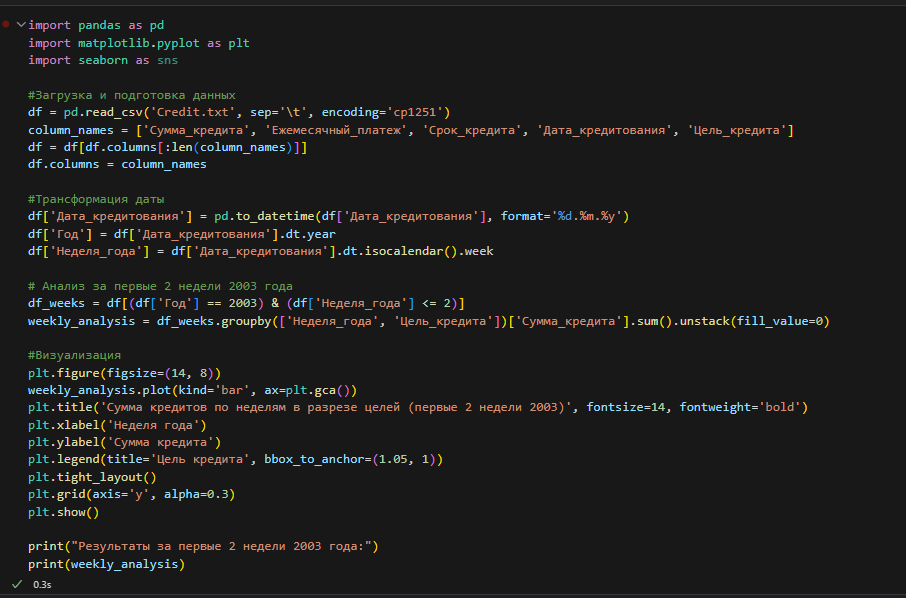 import pandas as pd
import matplotlib.pyplot as plt
import seaborn as sns

#Загрузка и подготовка данных
df = pd.read_csv('Credit.txt', sep='\t', encoding='cp1251')
column_names = ['Сумма_кредита', 'Ежемесячный_платеж', 'Срок_кредита', 'Дата_кредитования', 'Цель_кредита']
df = df[df.columns[:len(column_names)]]
df.columns = column_names

#Трансформация даты
df['Дата_кредитования'] = pd.to_datetime(df['Дата_кредитования'], format='%d.%m.%y')
df['Год'] = df['Дата_кредитования'].dt.year
df['Неделя_года'] = df['Дата_кредитования'].dt.isocalendar().week

# Анализ за первые 2 недели 2003 года
df_weeks = df[(df['Год'] == 2003) & (df['Неделя_года'] <= 2)]
weekly_analysis = df_weeks.groupby(['Неделя_года', 'Цель_кредита'])['Сумма_кредита'].sum().unstack(fill_value=0)

#Визуализация
plt.figure(figsize=(14, 8))
weekly_analysis.plot(kind='bar', ax=plt.gca())
plt.title('Сумма кредитов по неделям в разрезе целей (первые 2 недели 2003)', fontsize=14, fontweight='bold')
plt.xlabel('Неделя года')
plt.ylabel('Сумма кредита')
plt.legend(title='Цель кредита', bbox_to_anchor=(1.05, 1))
plt.tight_layout()
plt.grid(axis='y', alpha=0.3)
plt.show()

print("Результаты за первые 2 недели 2003 года:")
print(weekly_analysis)
0.3s